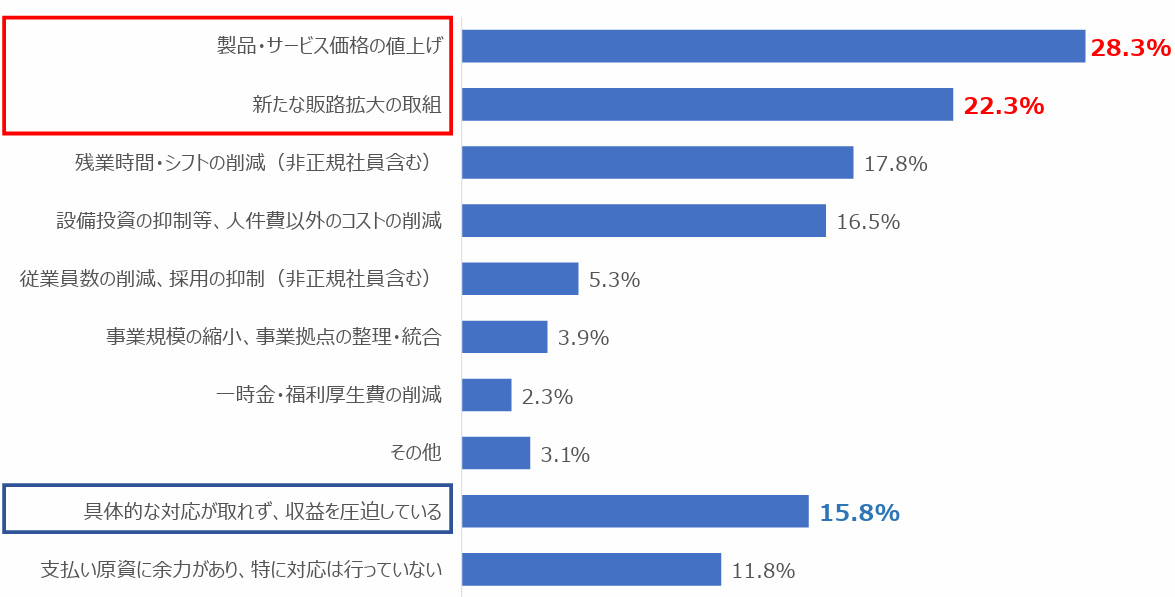 製品・サービス価格の値上げ 28.3%
新たな販路拡大の取組 22.3%
残業時間・シフトの削減（非正規社員含む） 17.8%
設備投資の抑制等、人件費以外のコストの削減 16.5%
従業員数の削減、採用の抑制（非正規社員含む） 5.3%
事業規模の縮小、事業拠点の整理・統合 3.9%
一時金・福利厚生費の削減 2.3%
その他 3.1%
具体的な対応が取れず、収益を圧迫している 15.8%
支払い原資に余力があり、特に対応は行っていない 11.8%